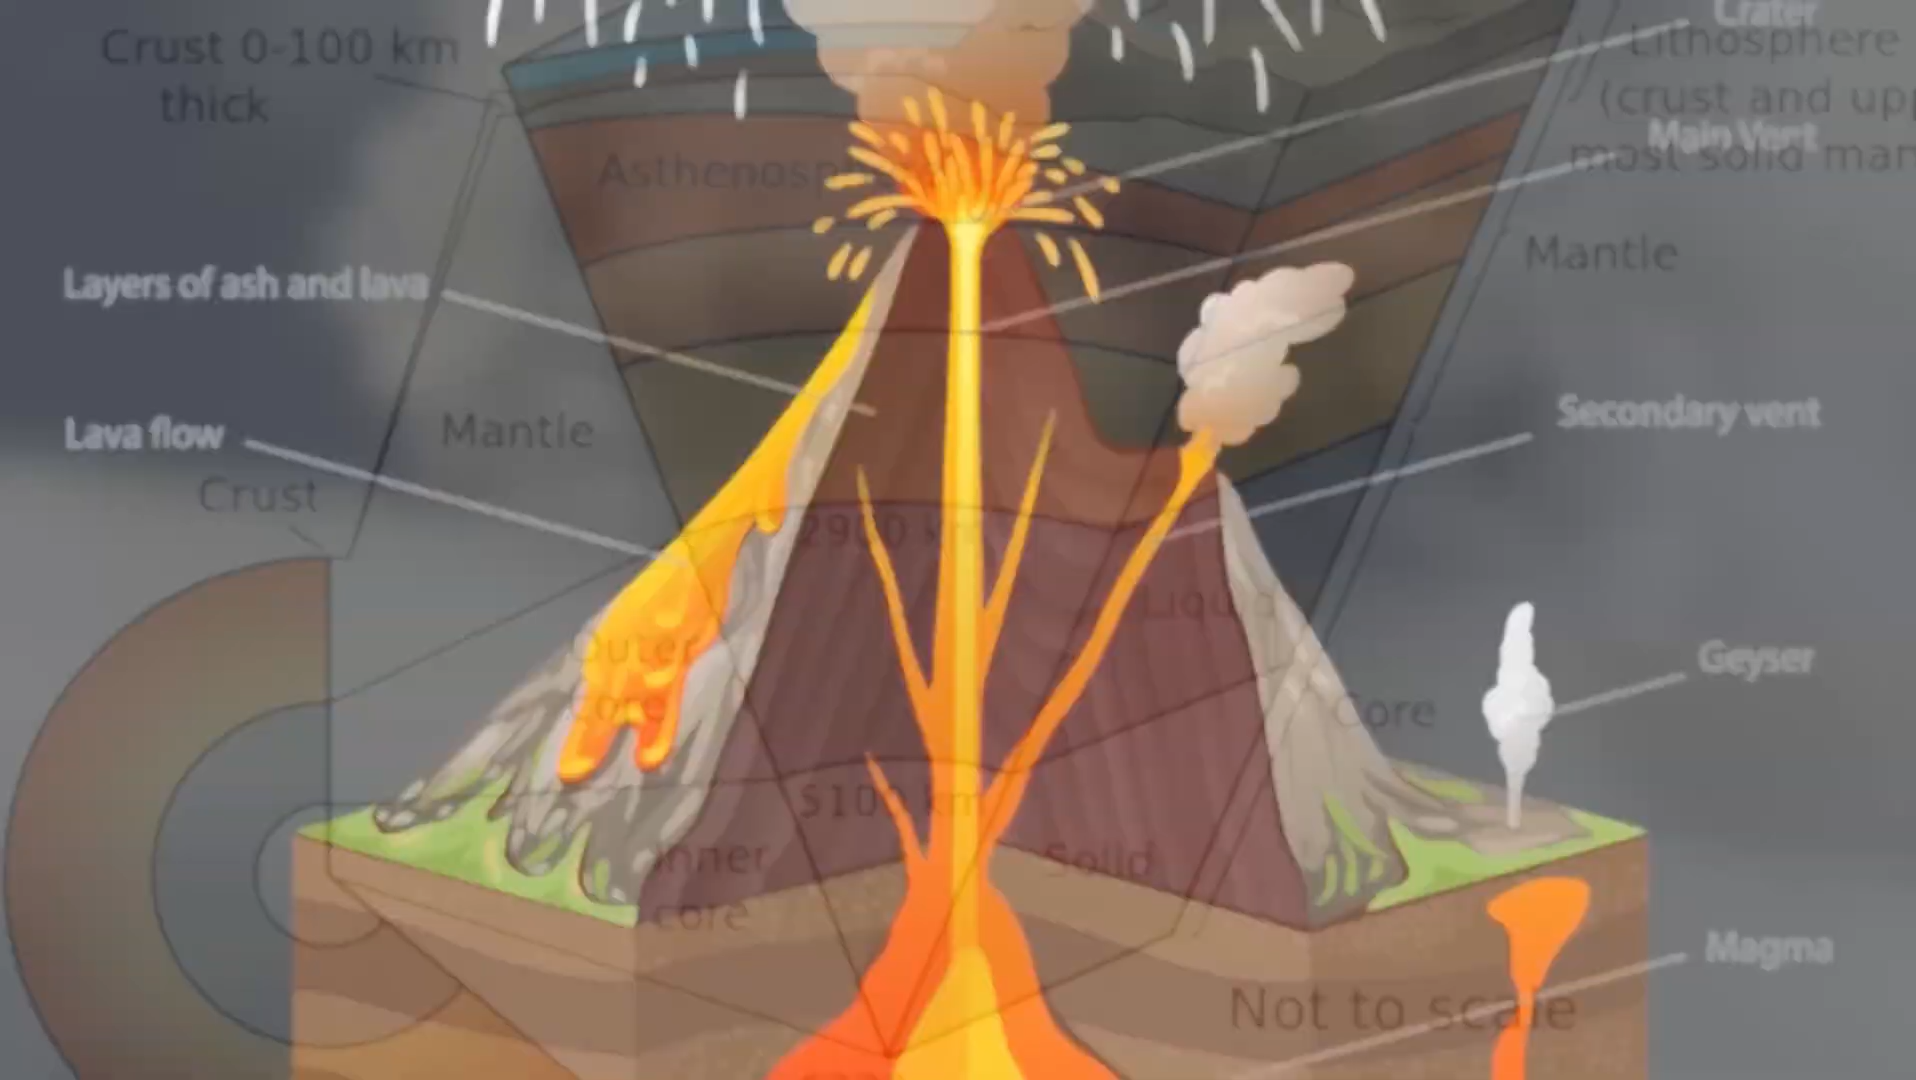 Crater
Crust 0-100 km
thick
Lithosphere
(crust and upp
most solid man
Main Vent
Asthenosph
Mantle
Layers of ash and lava
Secondary vent
Lava flow
Mantle
Crust
2900 k
Liquid
Outer
core
Geyser
Core
5100 km
Inner
core
Solid
Magma
Not to scale